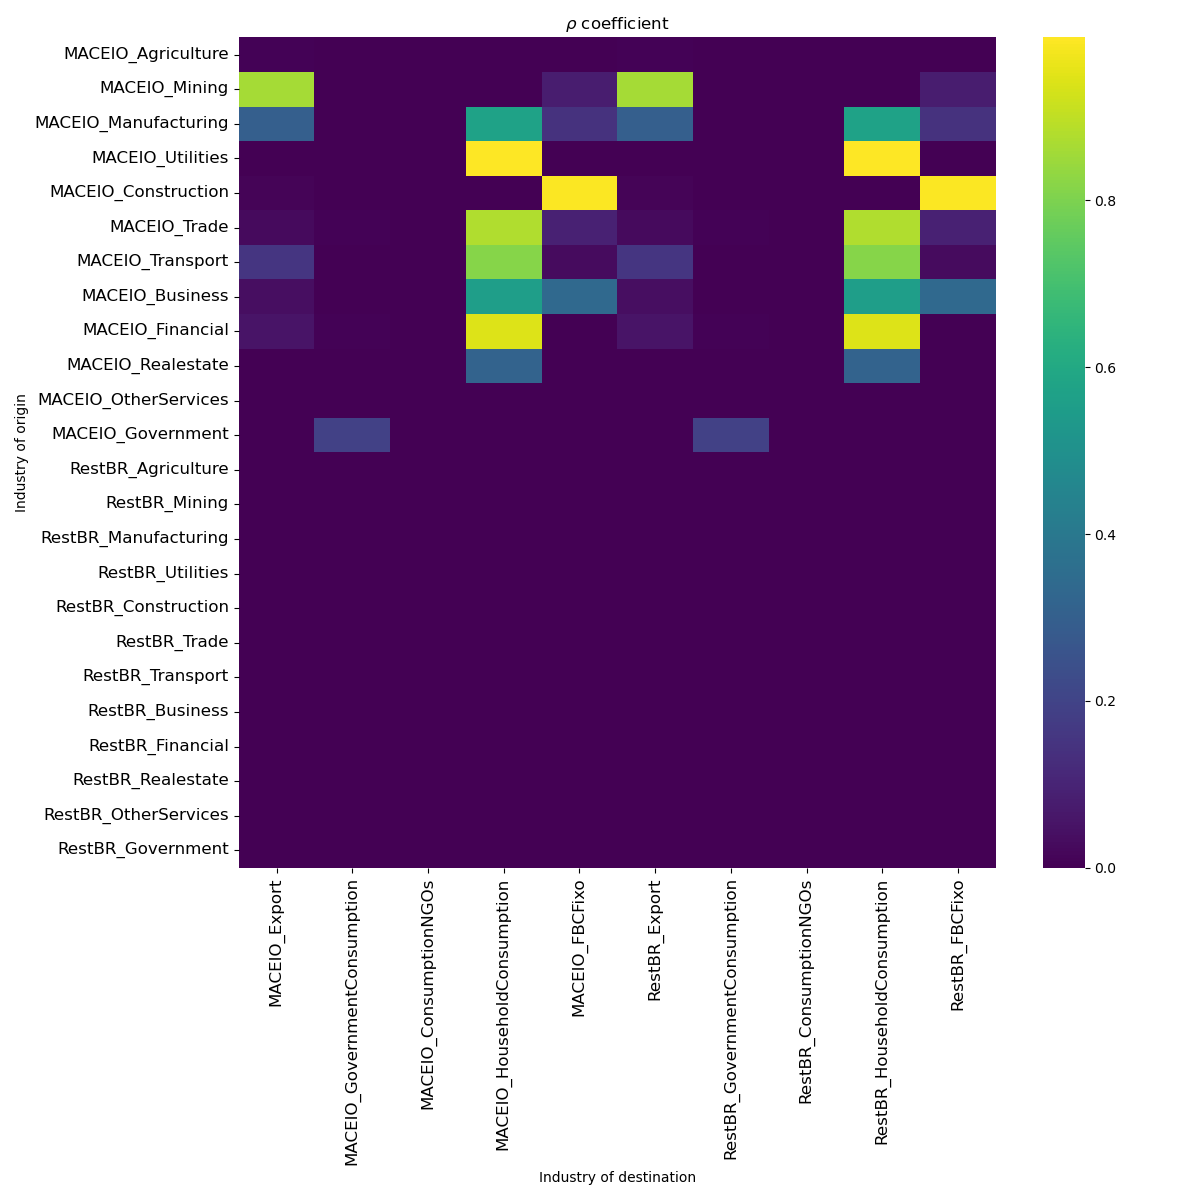 ρ coefficient
MACEIO_Agriculture
MACEIO_Mining
MACEIO_Manufacturing
MACEIO_Utilities
MACEIO_Construction
MACEIO_Trade
MACEIO_Transport
MACEIO_Business
MACEIO_Financial
MACEIO_Realestate
MACEIO_OtherServices
MACEIO_Government
RestBR_Agriculture
RestBR_Mining
RestBR_Manufacturing
RestBR_Utilities
RestBR_Construction
RestBR_Trade
RestBR_Transport
RestBR_Business
RestBR_Financial
RestBR_Realestate
RestBR_OtherServices
RestBR_Government
Industry of origin
MACEIO_Export
MACEIO_GovernmentConsumption
MACEIO_ConsumptionNGOs
MACEIO_HouseholdConsumption
MACEIO_FBCFixo
RestBR_Export
RestBR_GovernmentConsumption
RestBR_ConsumptionNGOs
RestBR_HouseholdConsumption
RestBR_FBCFixo
Industry of destination
0.8
0.6
0.4
0.2
0.0